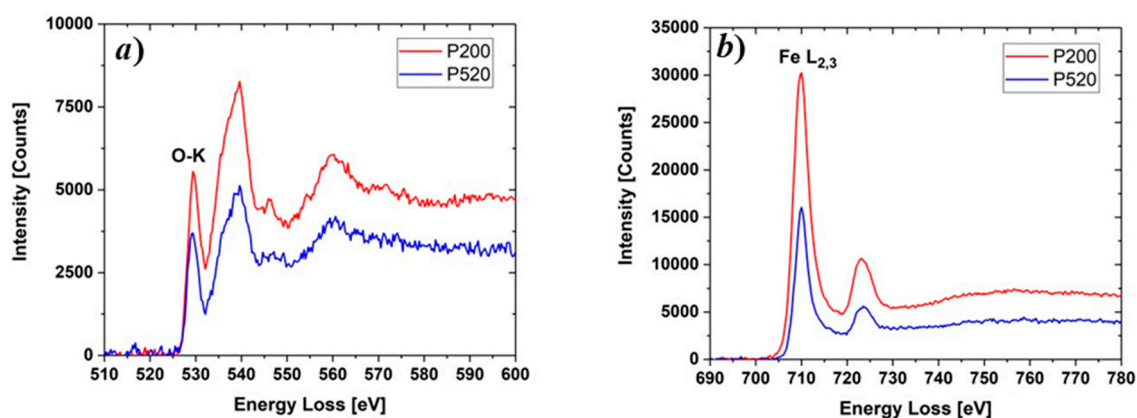 a)
P200
P520
O-K
10000
7500
5000
2500
0
510 520 530 540 550 560 570 580 590 600
Energy Loss [eV]
Intensity [Counts]
b)
P200
P520
Fe L2,3
35000
30000
25000
20000
15000
10000
5000
0
690 700 710 720 730 740 750 760 770 780
Energy Loss [eV]
Intensity [Counts]